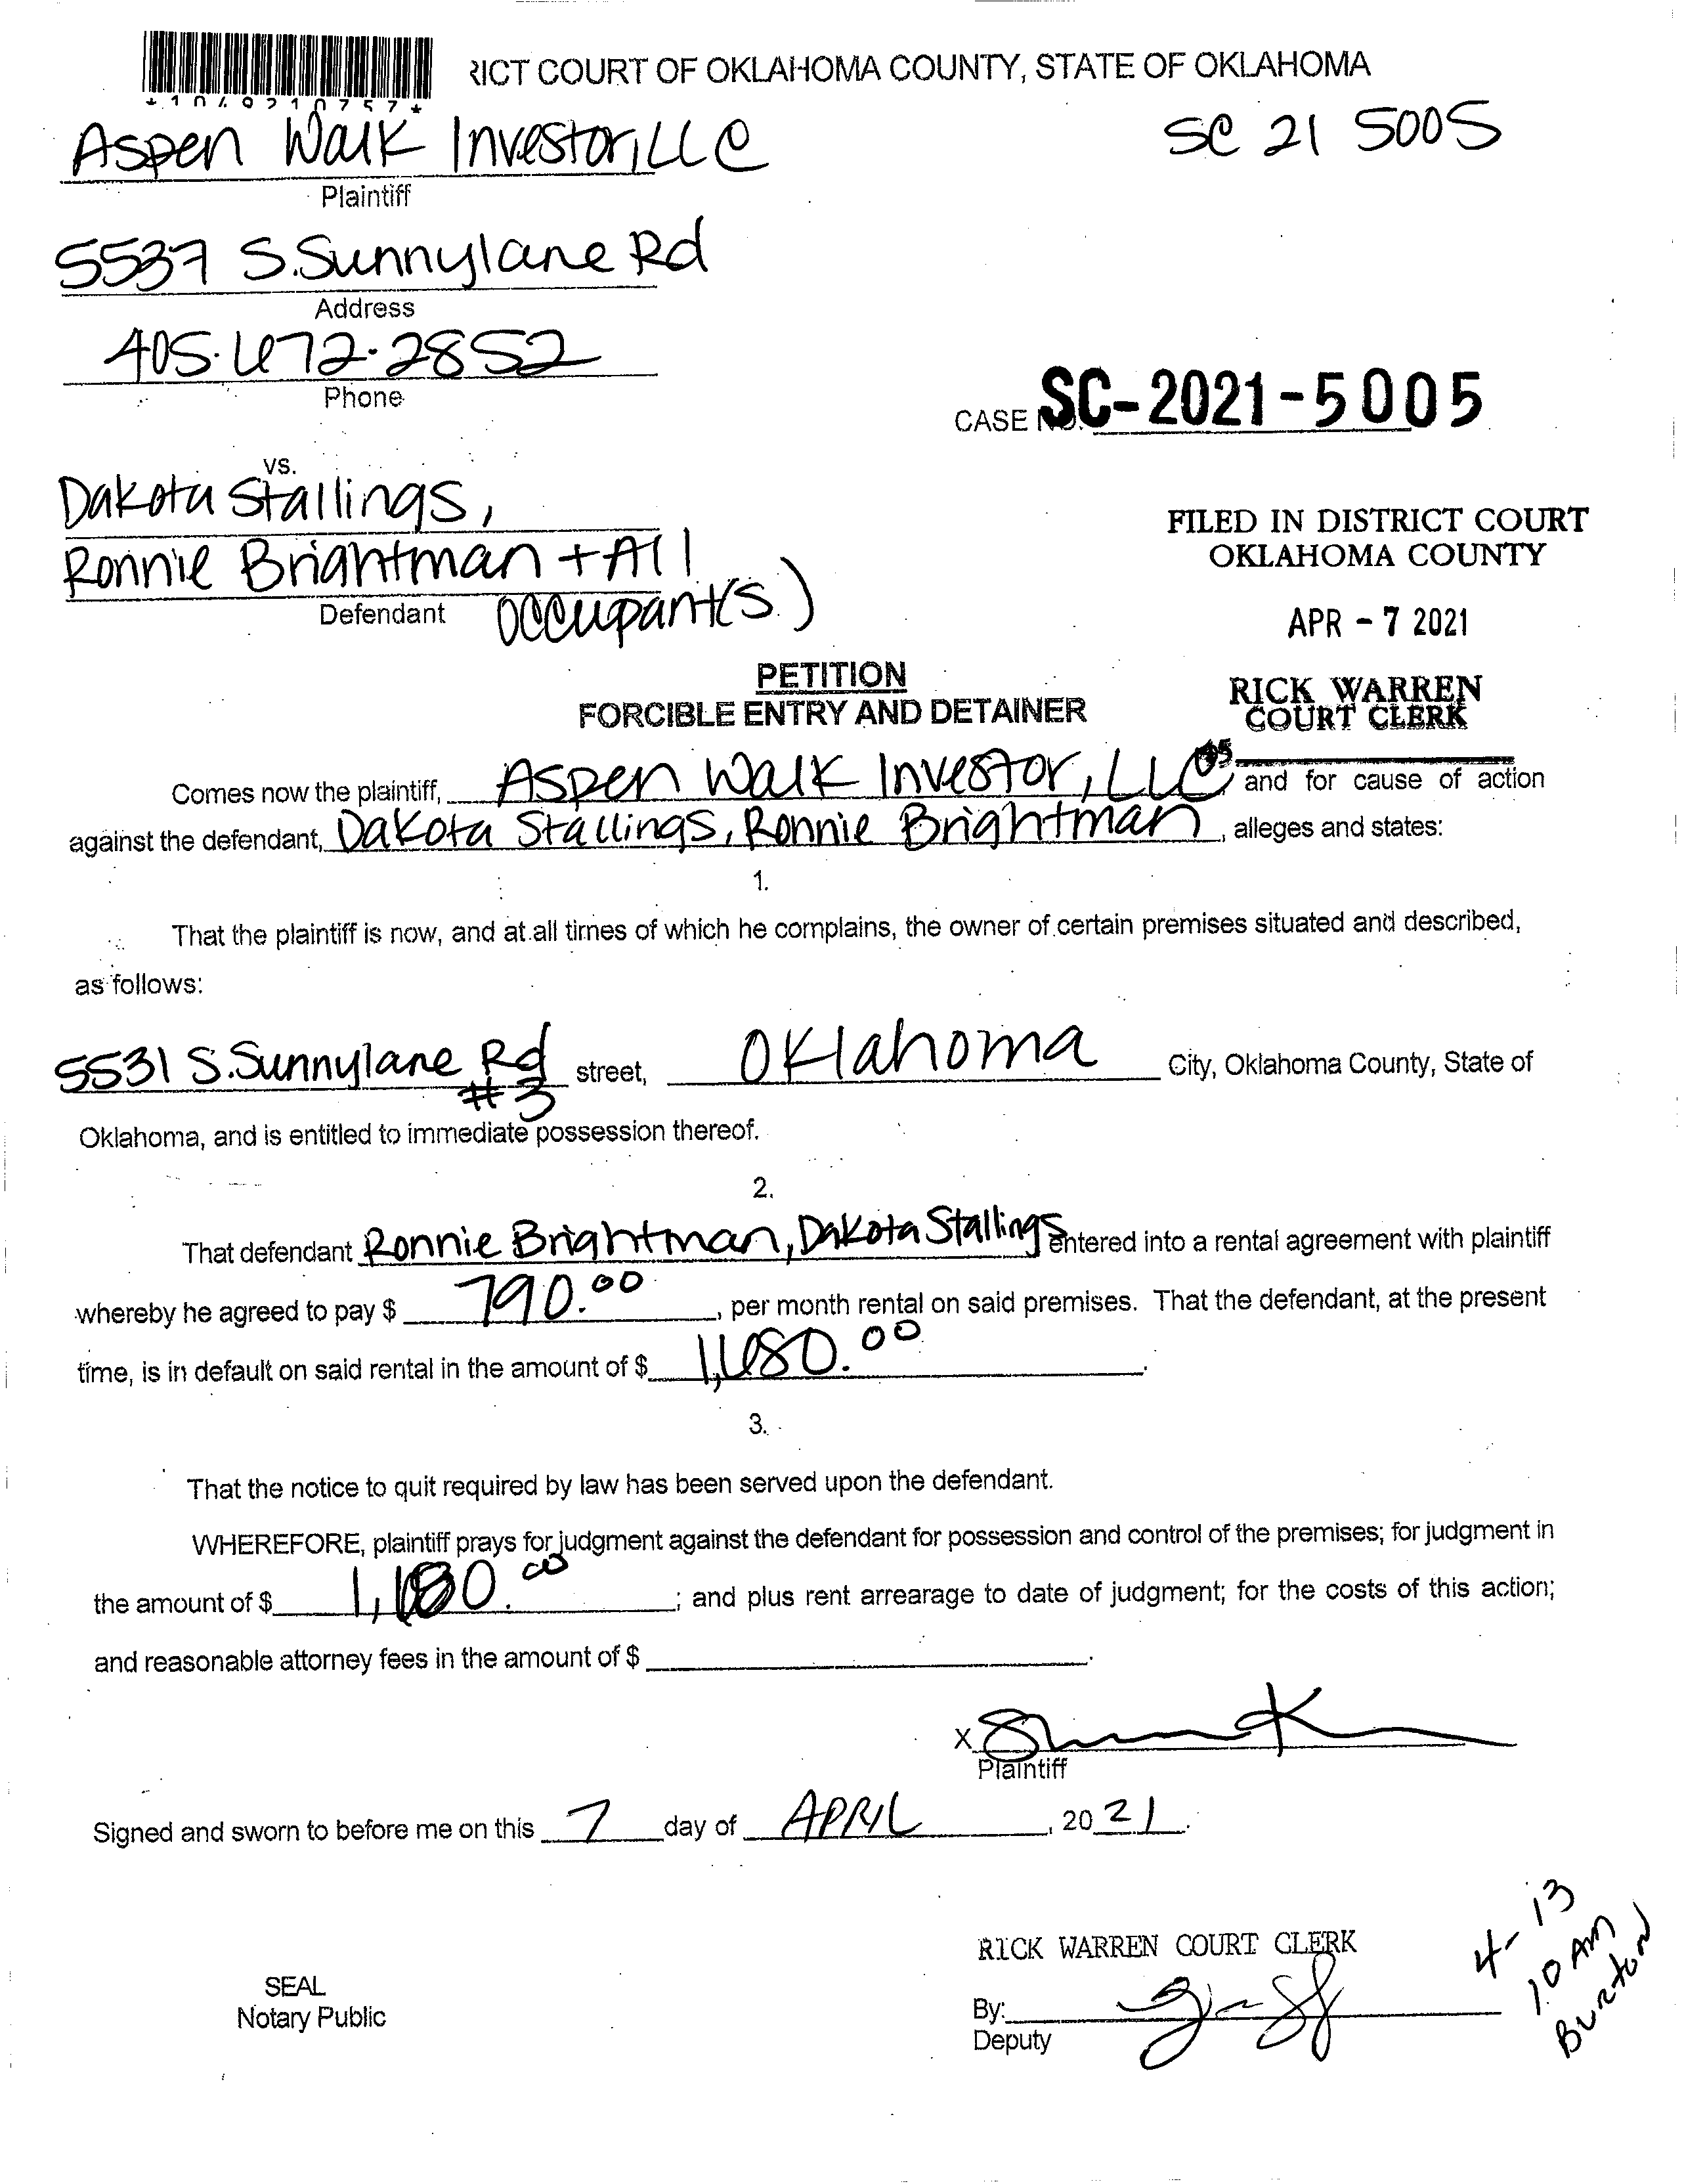 *1049210757*
RICT COURT OF OKLAHOMA COUNTY, STATE OF OKLAHOMA
Aspen Walk Investor, LLC
SC 21 5005
Plaintiff
5537 S. Sunnylane Rd
Address
405.672.2852
Phone
CASE NO. SC-2021-5005
vs.
Dakota Stallings,
Ronnie Brightman + All
Defendant occupant(s)
FILED IN DISTRICT COURT
OKLAHOMA COUNTY
APR - 7 2021
RICK WARREN
COURT CLERK
PETITION
FORCIBLE ENTRY AND DETAINER
Comes now the plaintiff, Aspen Walk Investor, LLC, and for cause of action
against the defendant, Dakota Stallings, Ronnie Brightman, alleges and states:
1.
That the plaintiff is now, and at all times of which he complains, the owner of certain premises situated and described,
as follows:
5531 S. Sunnylane Rd #3 street, Oklahoma City, Oklahoma County, State of
Oklahoma, and is entitled to immediate possession thereof.
2.
That defendant Ronnie Brightman, Dakota Stallings entered into a rental agreement with plaintiff
whereby he agreed to pay $ 790.00, per month rental on said premises. That the defendant, at the present
time, is in default on said rental in the amount of $ 1,680.00.
3.
That the notice to quit required by law has been served upon the defendant.
WHEREFORE, plaintiff prays for judgment against the defendant for possession and control of the premises; for judgment in
the amount of $ ; and plus rent arrearage to date of judgment; for the costs of this action;
and reasonable attorney fees in the amount of $
X
Plaintiff
Signed and sworn to before me on this 7 day of APRIL, 2021.
RICK WARREN COURT CLERK
SEAL
Notary Public
By:
Deputy
4-13
10 AM
Burton